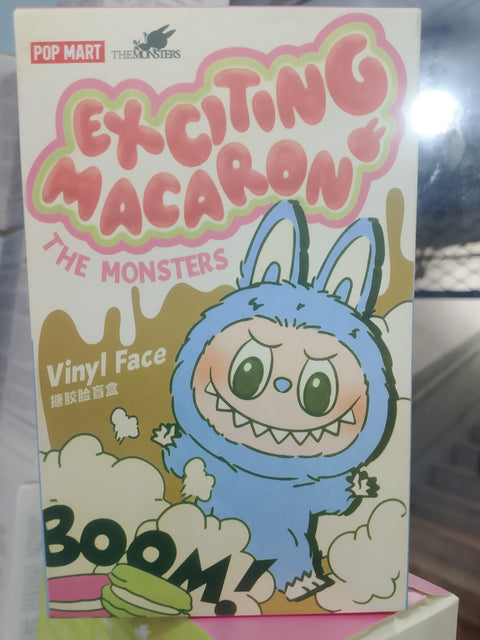 POP MART
THE MONSTERS
EXCITING
MACARON
THE MONSTERS
Vinyl Face
搪胶脸盲盒
BOOM!